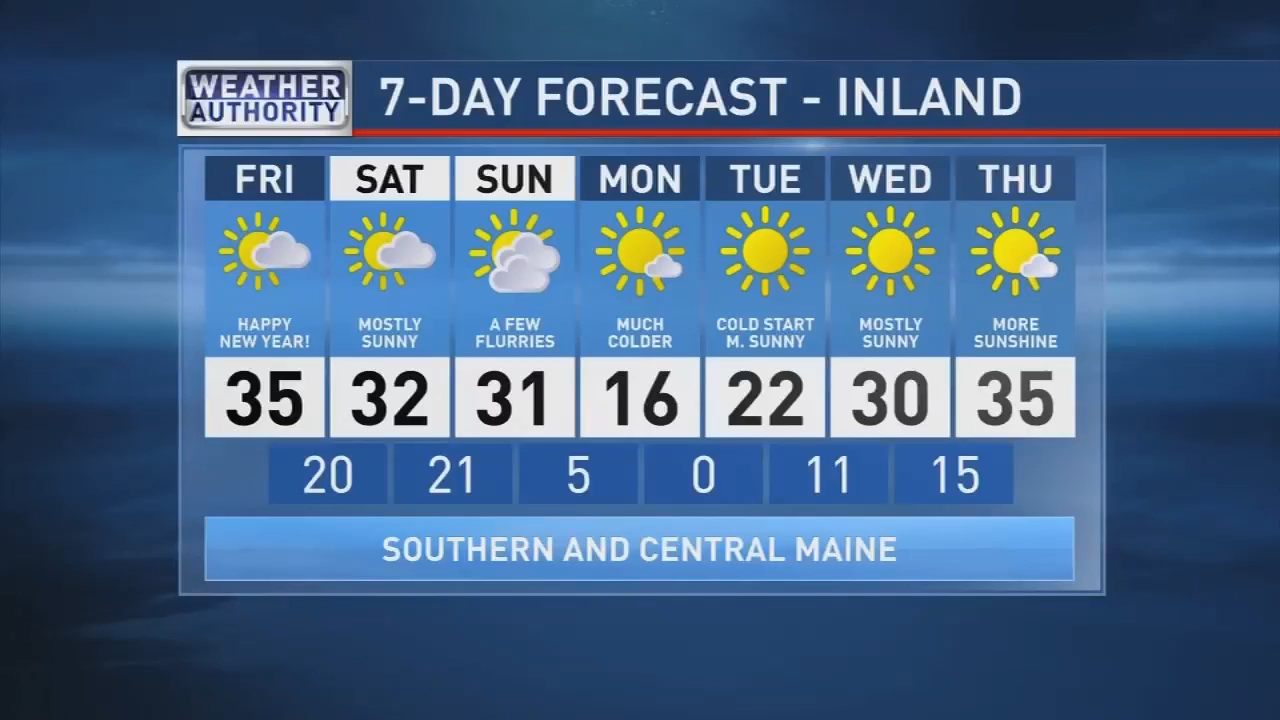 WEATHER
AUTHORITY
7-DAY FORECAST - INLAND
FRI SAT SUN MON TUE WED THU
HAPPY
NEW YEAR!
MOSTLY
SUNNY
A FEW
FLURRIES
MUCH
COLDER
COLD START
M. SUNNY
MOSTLY
SUNNY
MORE
SUNSHINE
35 32 31 16 22 30 35
20 21 5 0 11 15
SOUTHERN AND CENTRAL MAINE